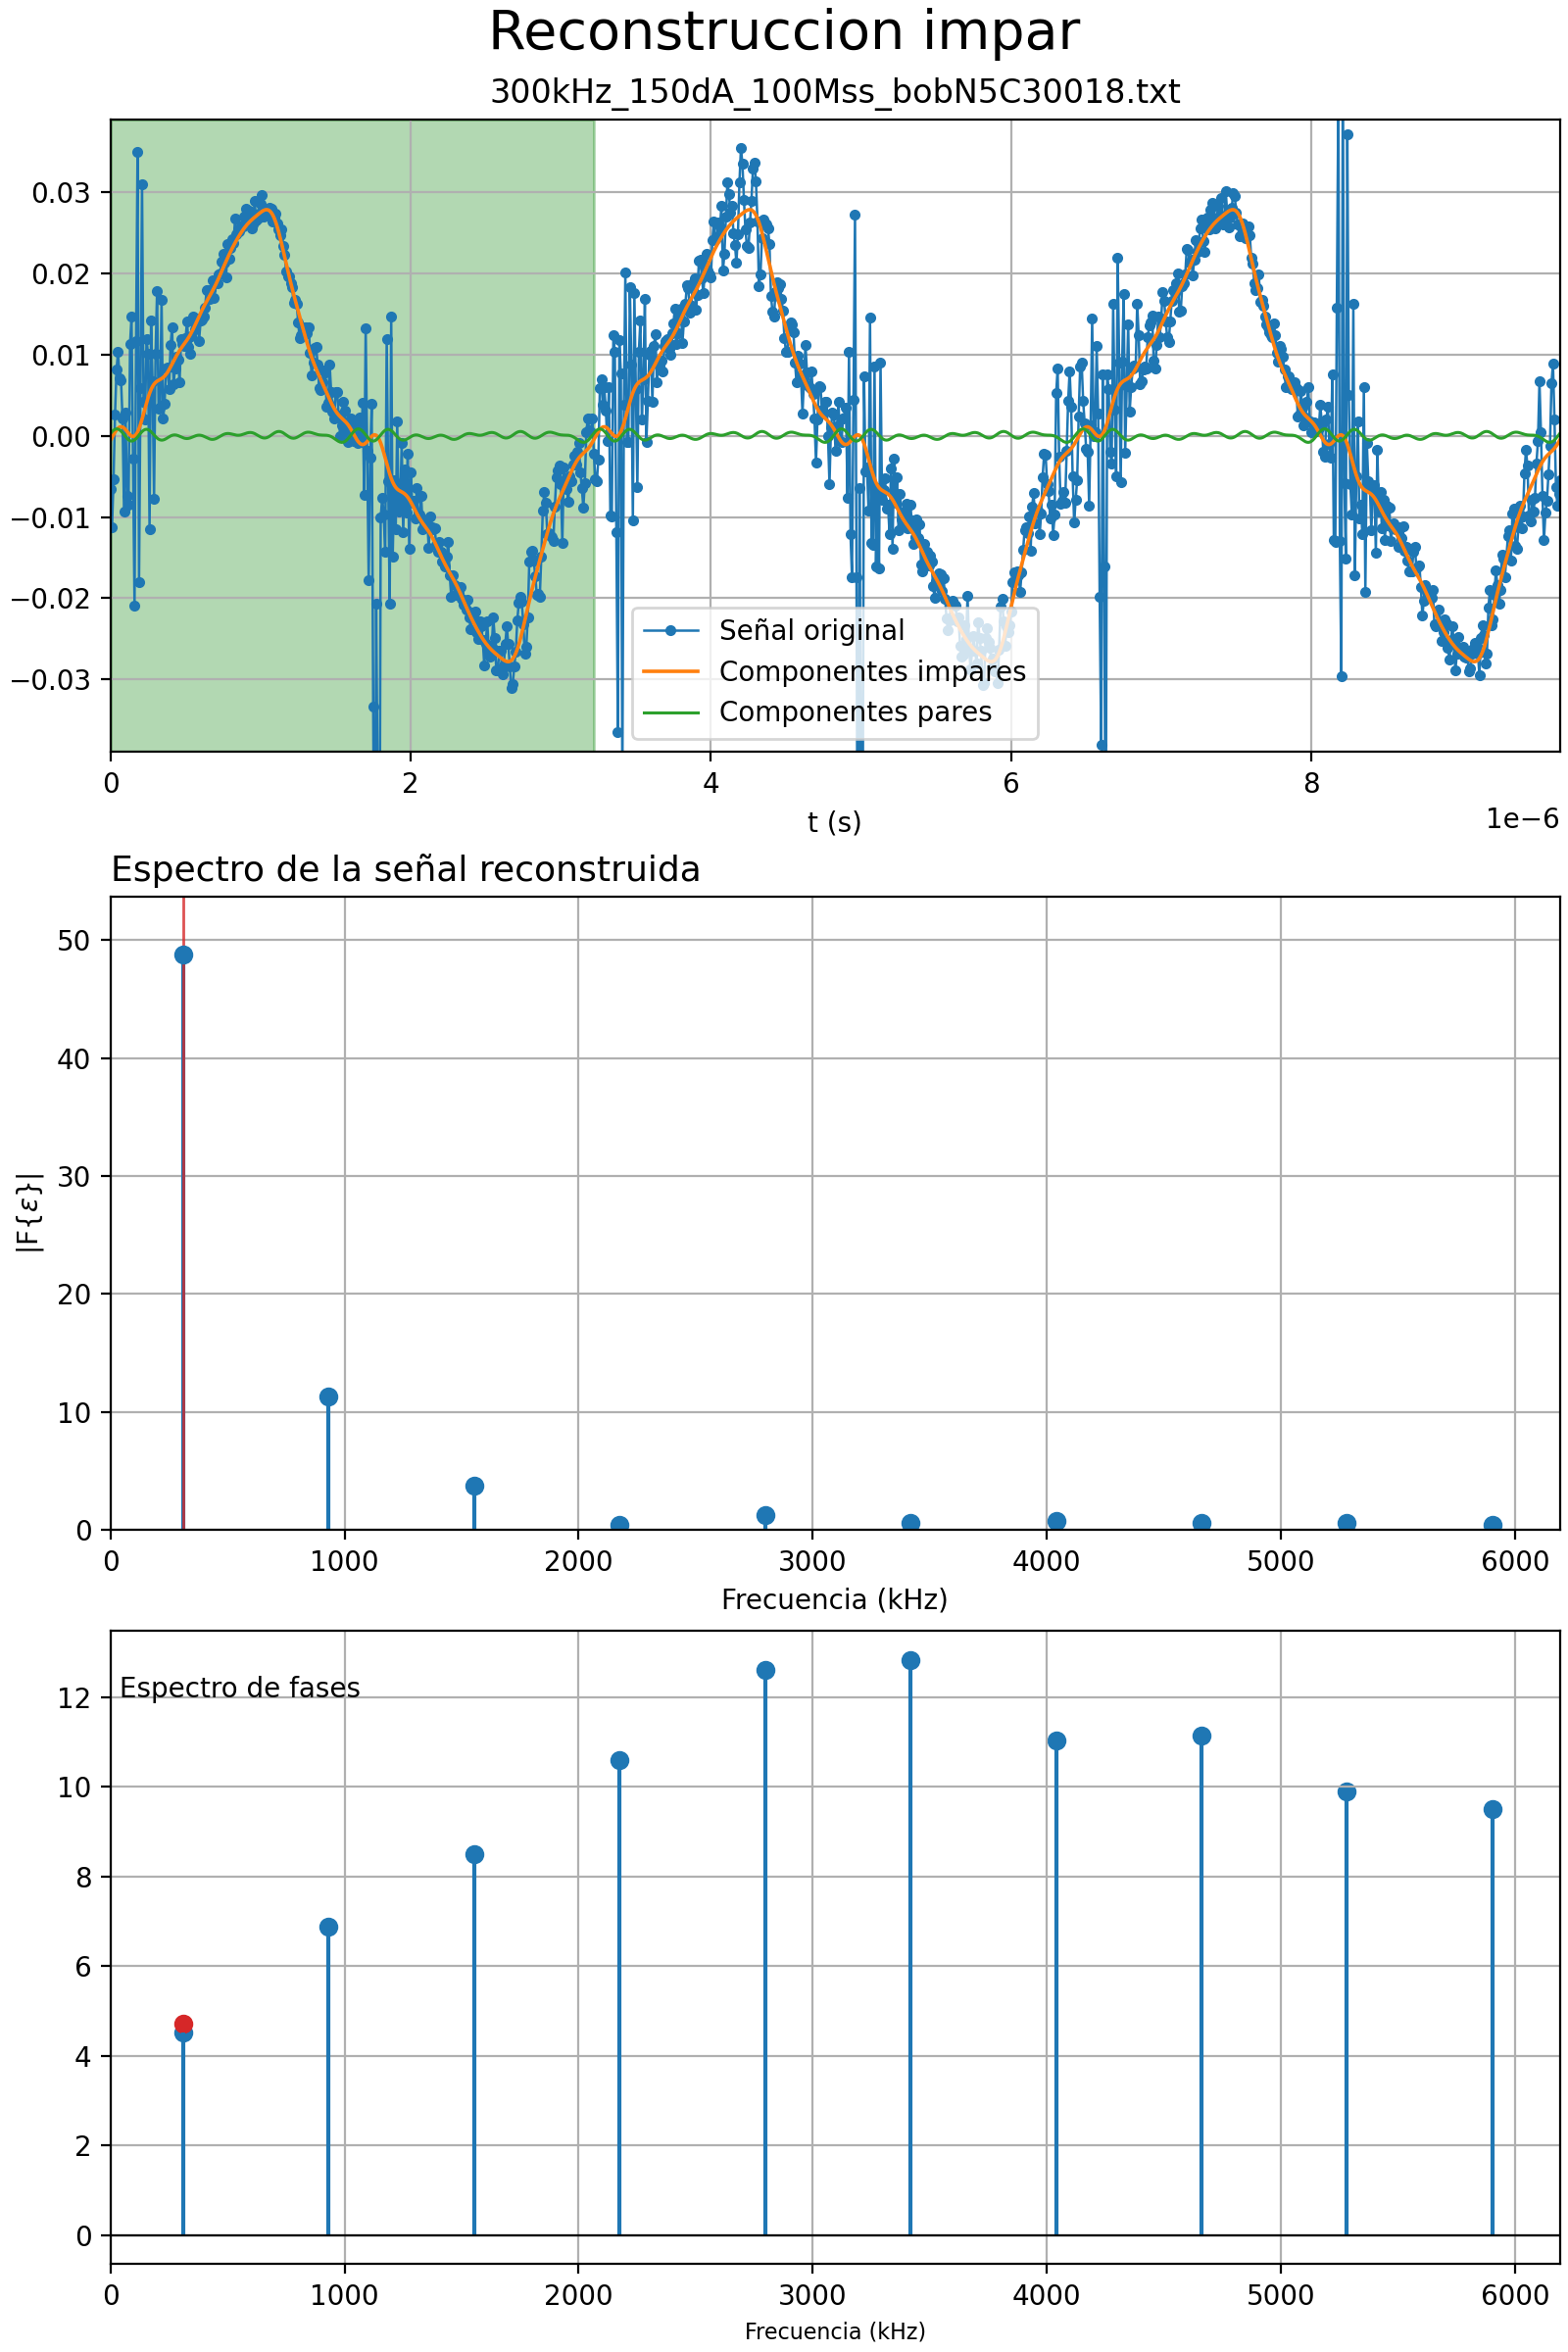 Reconstruccion impar
300kHz_150dA_100Mss_bobN5C30018.txt
0.03
0.02
0.01
0.00
−0.01
−0.02
−0.03
Señal original
Componentes impares
Componentes pares
0 2 4 6 8
t (s)
1e−6
Espectro de la señal reconstruida
50
40
30
20
10
0
|F{ε}|
0 1000 2000 3000 4000 5000 6000
Frecuencia (kHz)
Espectro de fases
12
10
8
6
4
2
0
0 1000 2000 3000 4000 5000 6000
Frecuencia (kHz)